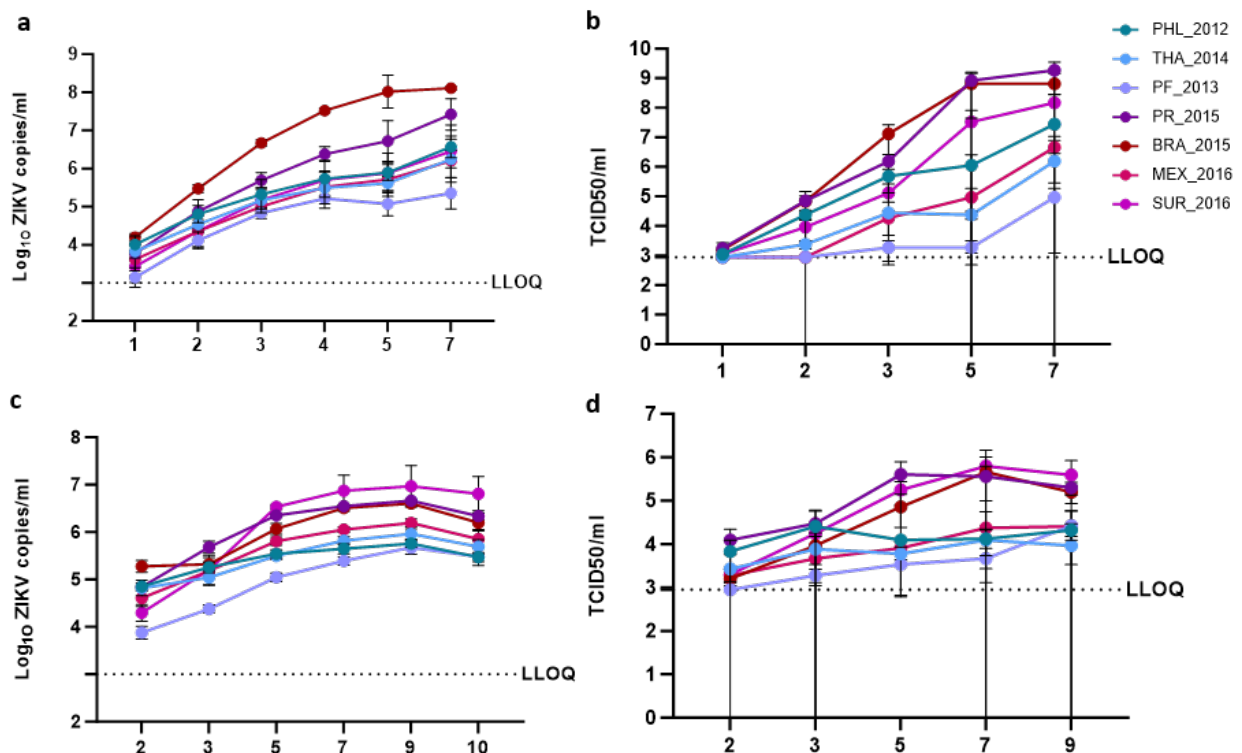 a
Log10 ZIKV copies/ml
9
8
7
6
5
4
2
1 2 3 4 5 7
LLOQ
b
TCID50/ml
10
9
8
7
6
5
4
3
2
1
0
1 2 3 5 7
LLOQ
PHL_2012
THA_2014
PF_2013
PR_2015
BRA_2015
MEX_2016
SUR_2016
c
Log10 ZIKV copies/ml
8
7
6
5
4
2
2 3 5 7 9 10
LLOQ
d
TCID50/ml
7
6
5
4
3
2
1
0
2 3 5 7 9
LLOQ